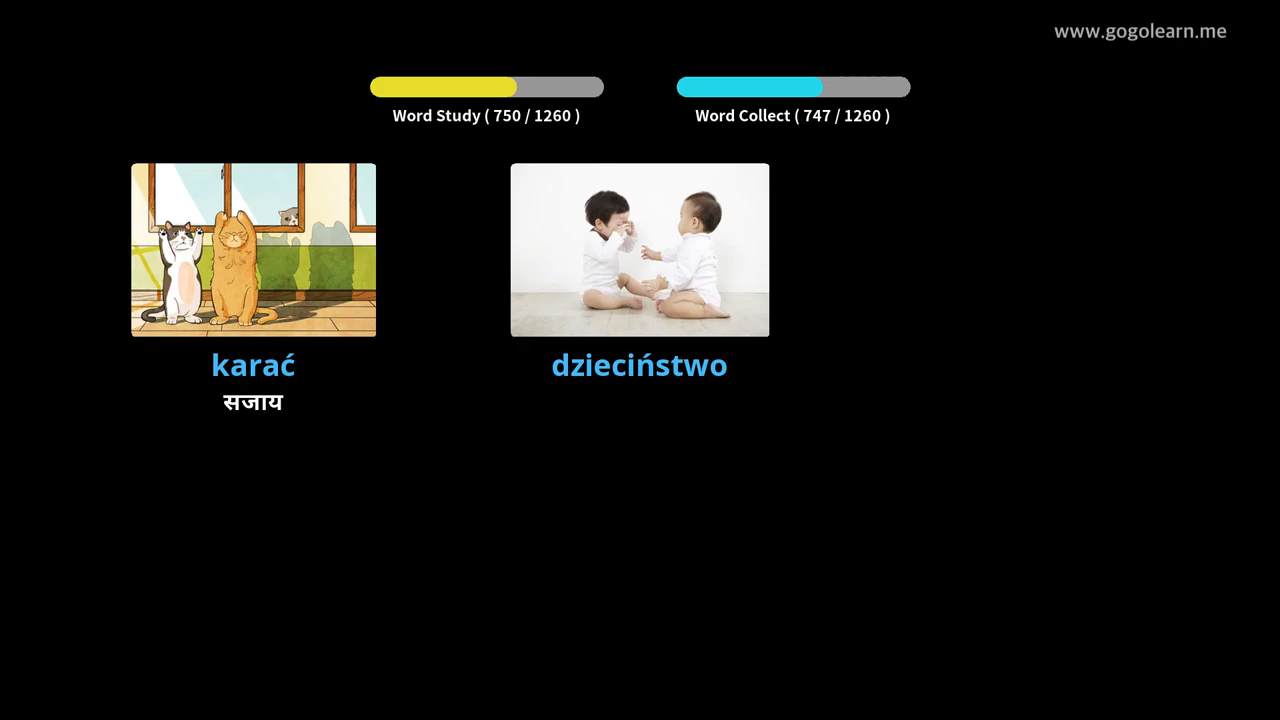 www.gogolearn.me
Word Study ( 750 / 1260 )
Word Collect ( 747 / 1260 )
karać
सजाय
dzieciństwo